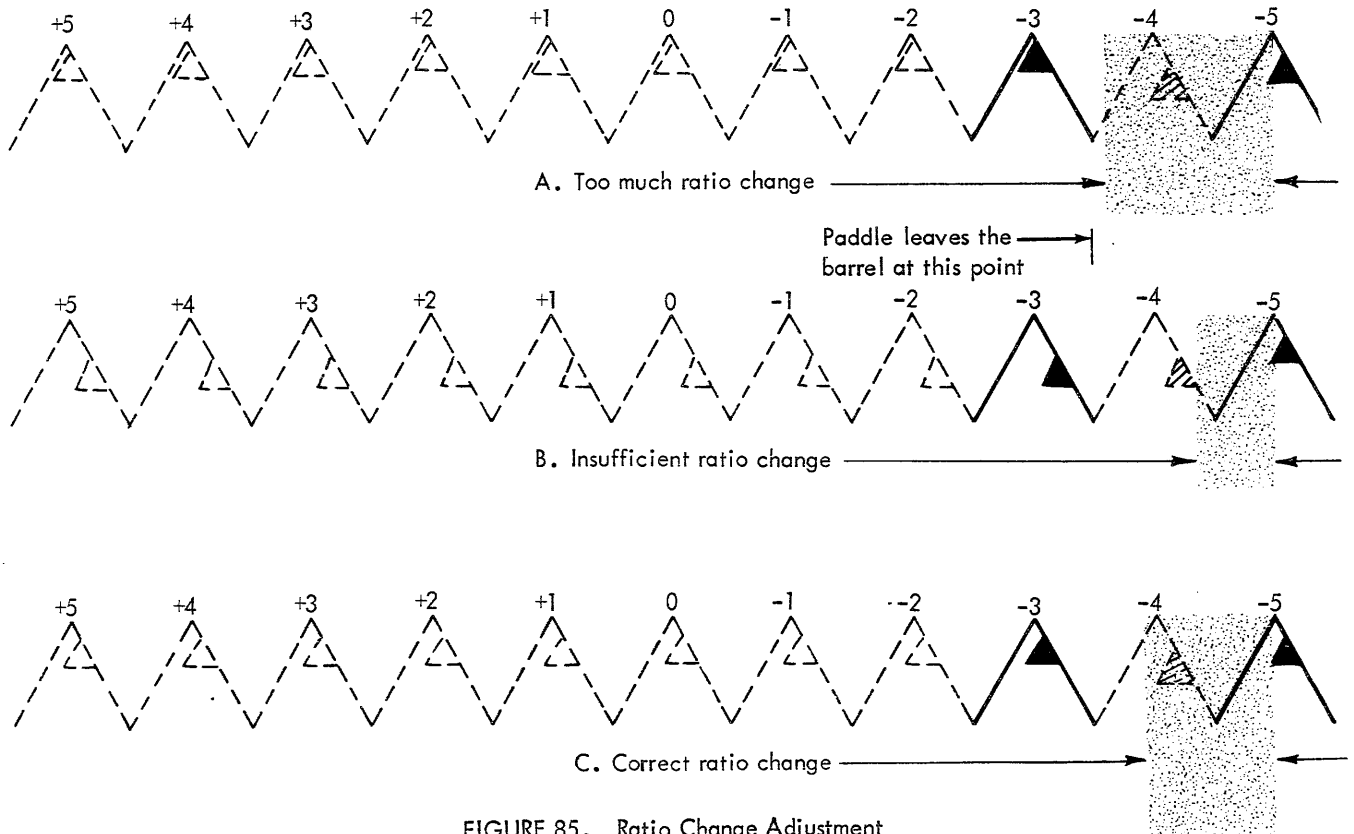 +5 +4 +3 +2 +1 0 -1 -2 -3 -4 -5
A. Too much ratio change
Paddle leaves the
barrel at this point
+5 +4 +3 +2 +1 0 -1 -2 -3 -4 -5
B. Insufficient ratio change
+5 +4 +3 +2 +1 0 -1 -2 -3 -4 -5
C. Correct ratio change
FIGURE 85. Ratio Change Adjustment